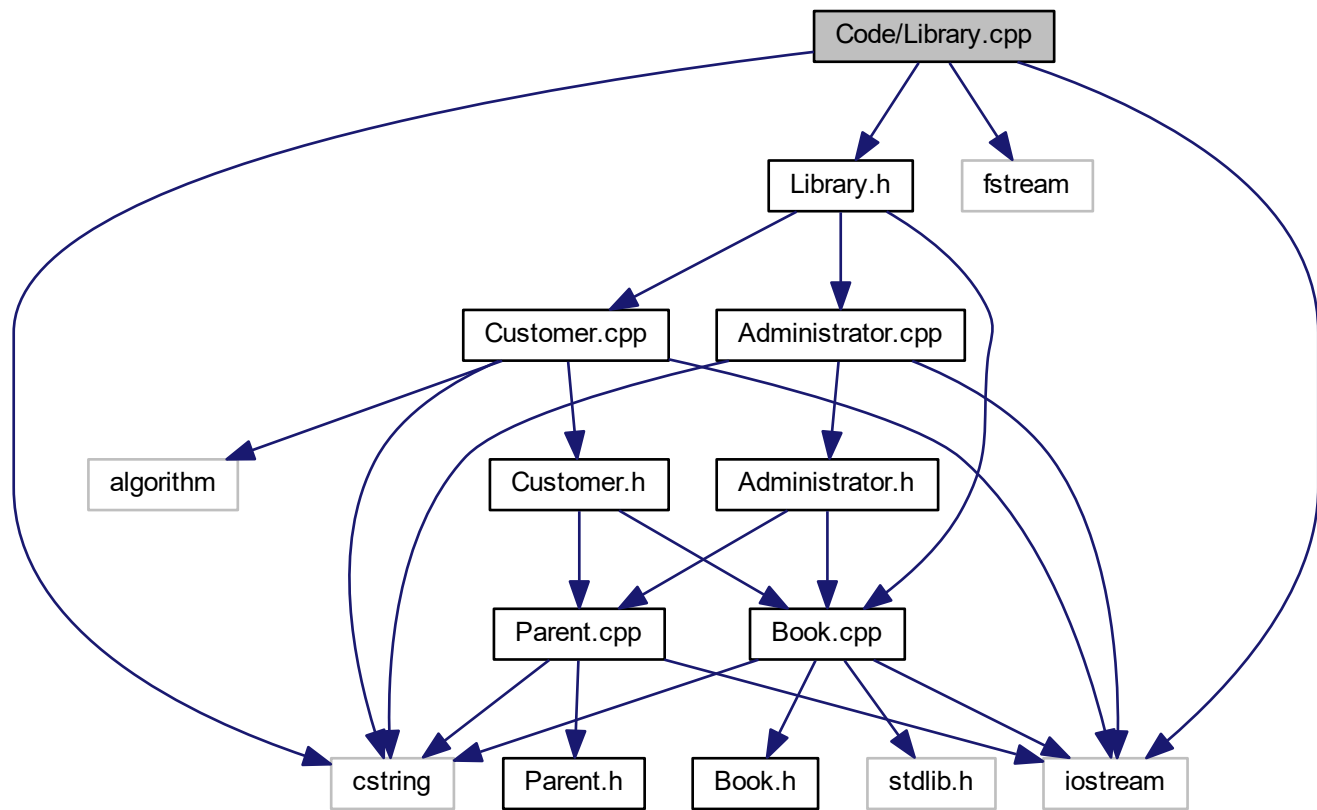 Code/Library.cpp
Library.h
fstream
Customer.cpp
Administrator.cpp
algorithm
Customer.h
Administrator.h
Parent.cpp
Book.cpp
cstring
Parent.h
Book.h
stdlib.h
iostream